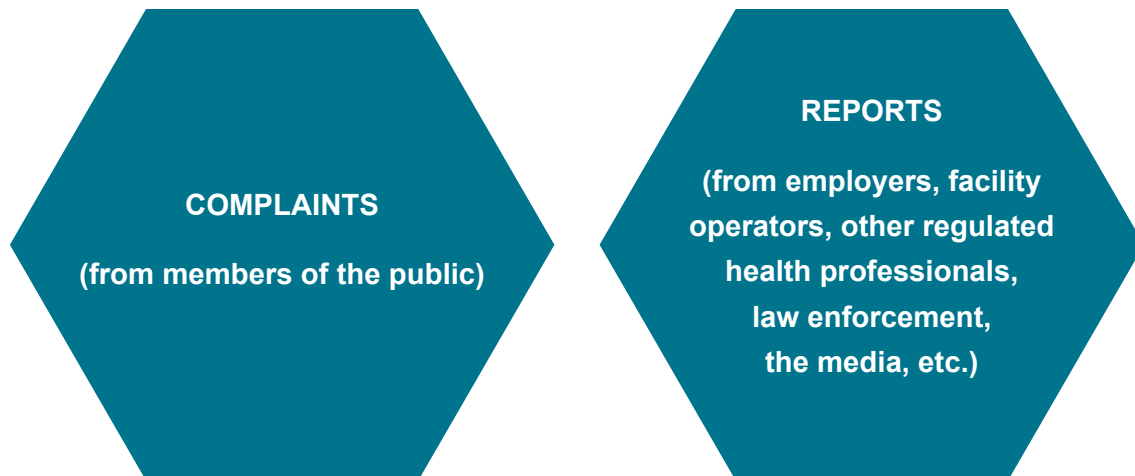 COMPLAINTS
(from members of the public)
REPORTS
(from employers, facility
operators, other regulated
health professionals,
law enforcement,
the media, etc.)